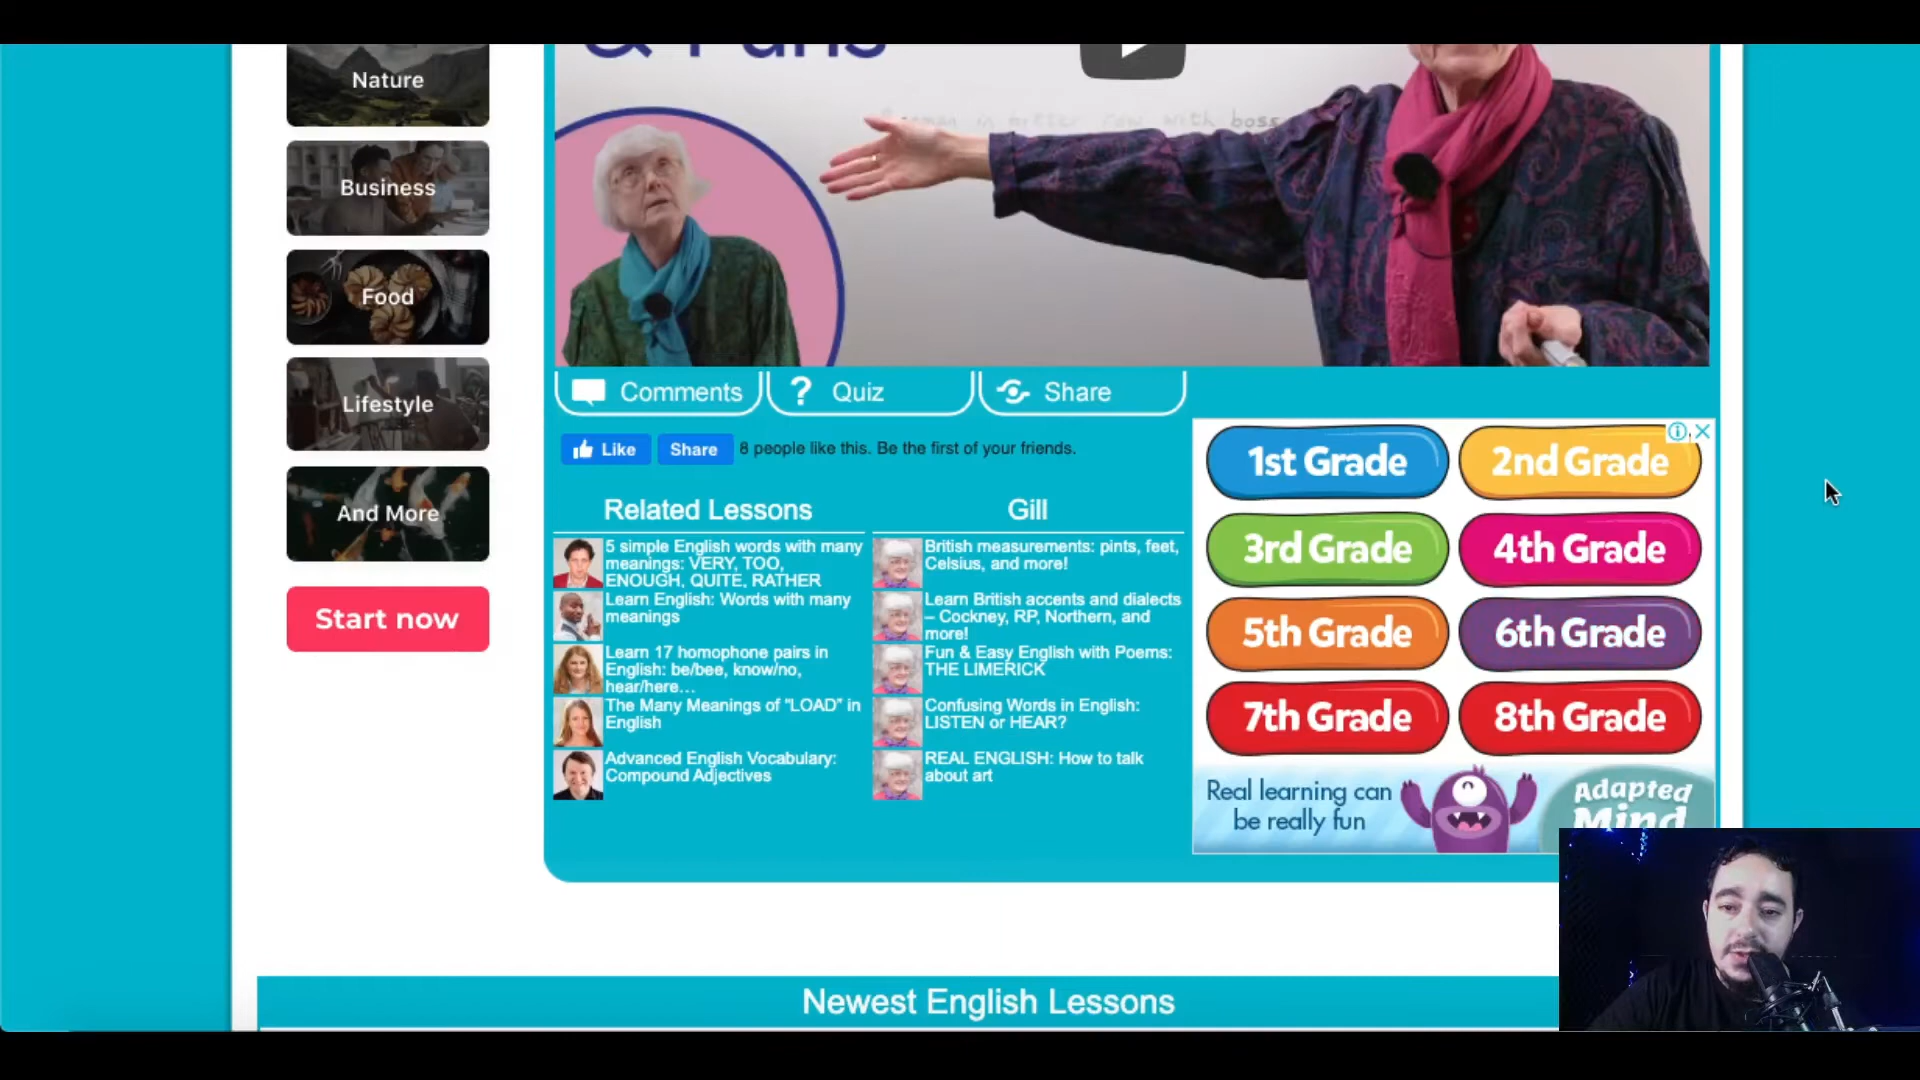 & Puns
Nature
Business
Food
Lifestyle
And More
Start now
with boss
Comments
Quiz
Share
Like
Share
8 people like this. Be the first of your friends.
Related Lessons
5 simple English words with many
meanings: VERY, TOO,
ENOUGH, QUITE, RATHER
Learn English: Words with many
meanings
Learn 17 homophone pairs in
English: be/bee, know/no,
hear/here...
The Many Meanings of “LOAD” in
English
Advanced English Vocabulary:
Compound Adjectives
Gill
British measurements: pints, feet,
Celsius, and more!
Learn British accents and dialects
– Cockney, RP, Northern, and
more!
Fun & Easy English with Poems:
THE LIMERICK
Confusing Words in English:
LISTEN or HEAR?
REAL ENGLISH: How to talk
about art
1st Grade
2nd Grade
3rd Grade
4th Grade
5th Grade
6th Grade
7th Grade
8th Grade
Real learning can
be really fun
Adapted
Mind
Newest English Lessons